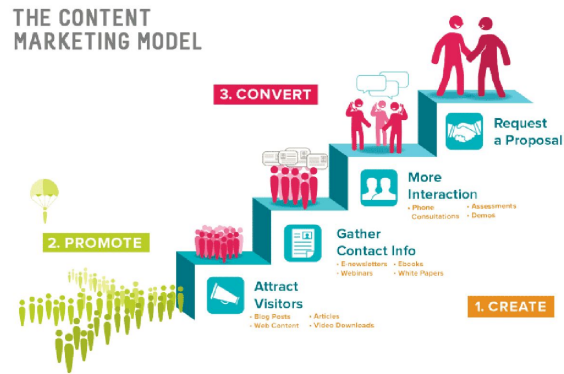 THE CONTENT
MARKETING MODEL
3. CONVERT
Request
a Proposal
More
Interaction
• Phone Consultations
• Assessments
• Demos
2. PROMOTE
Gather
Contact Info
• E-newsletters
• Webinars
• Ebooks
• White Papers
Attract
Visitors
• Blog Posts
• Web Content
• Articles
• Video Downloads
1. CREATE